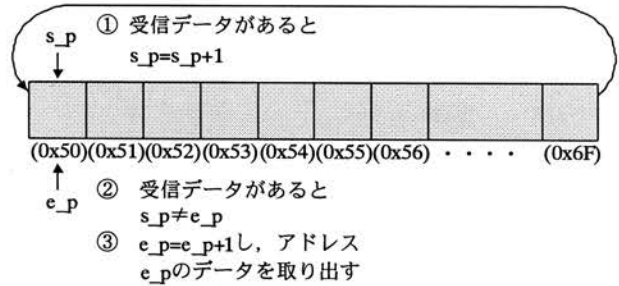 ① 受信データがあると
s_p
s_p=s_p+1
(0x50)(0x51)(0x52)(0x53)(0x54)(0x55)(0x56) ・・・・ (0x6F)
e_p
② 受信データがあると
s_p≠e_p
③ e_p=e_p+1し，アドレス
e_pのデータを取り出す